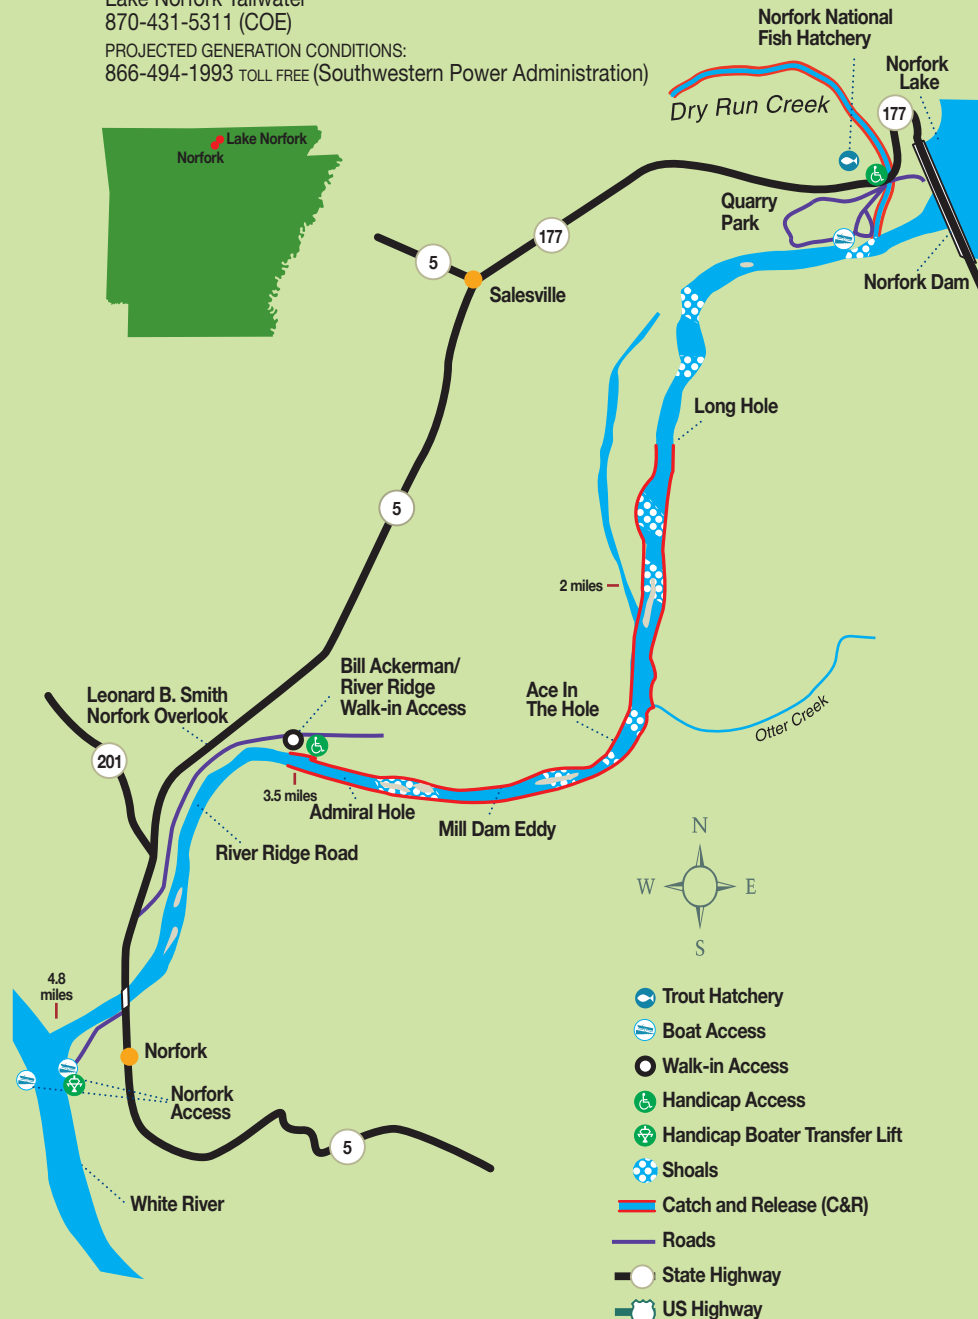 Lake Norfork Tailwater
870-431-5311 (COE)
PROJECTED GENERATION CONDITIONS:
866-494-1993 TOLL FREE (Southwestern Power Administration)
Norfork National
Fish Hatchery
Norfork
Lake
Dry Run Creek
177
Lake Norfork
Norfork
Quarry
Park
177
5
Norfork Dam
Salesville
Long Hole
5
2 miles
Bill Ackerman/
River Ridge
Walk-in Access
Leonard B. Smith
Norfork Overlook
Ace In
The Hole
Otter Creek
201
3.5 miles
Admiral Hole
Mill Dam Eddy
River Ridge Road
N
W
E
S
4.8
miles
Norfork
Norfork
Access
5
White River
Trout Hatchery
Boat Access
Walk-in Access
Handicap Access
Handicap Boater Transfer Lift
Shoals
Catch and Release (C&R)
Roads
State Highway
US Highway